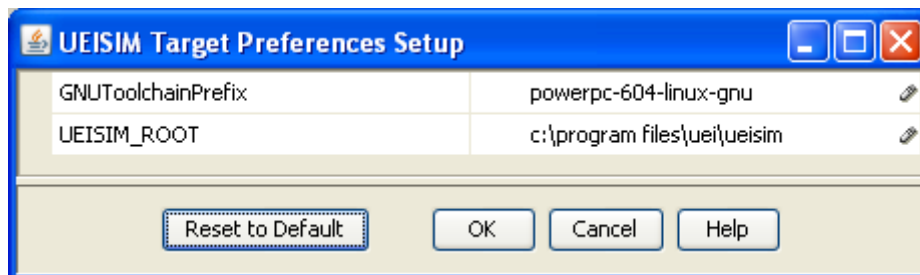 UEISIM Target Preferences Setup
GNUToolchainPrefix powerpc-604-linux-gnu
UEISIM_ROOT c:\program files\uei\ueisim
Reset to Default OK Cancel Help